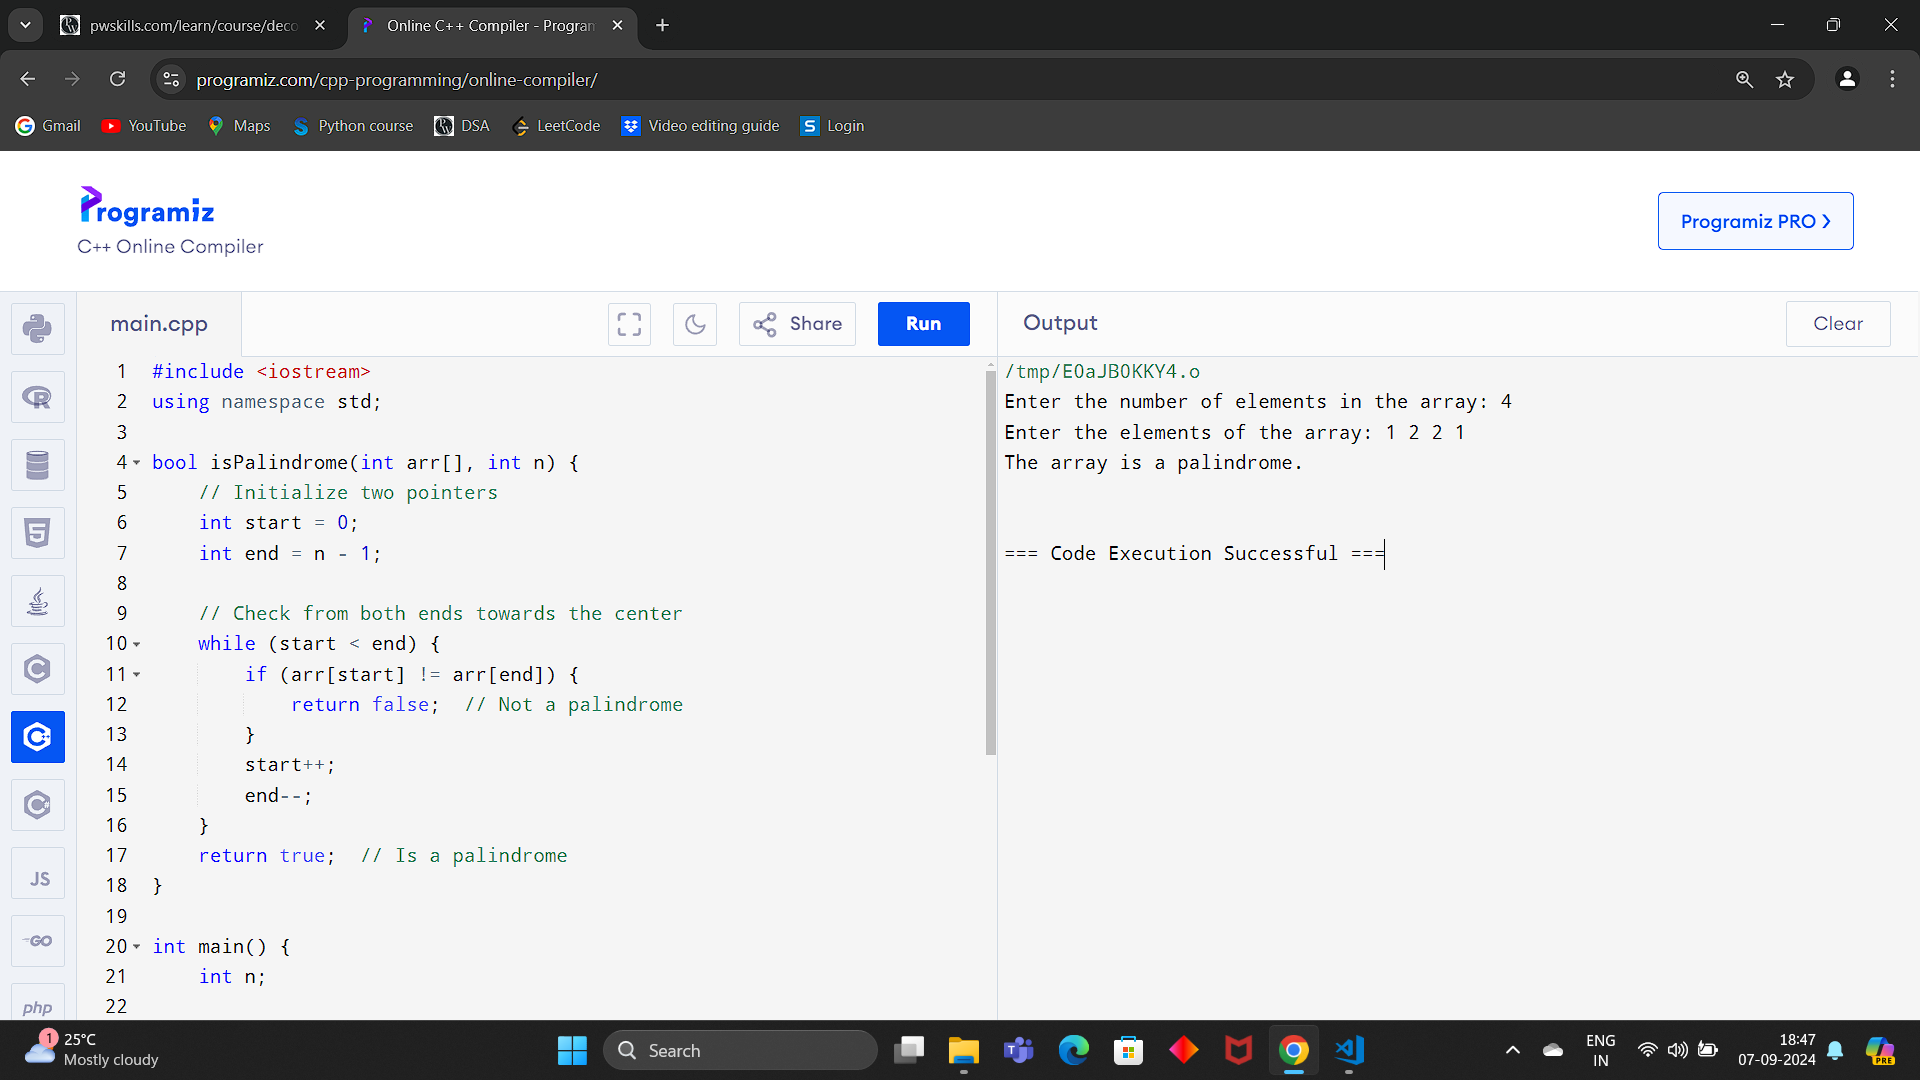 pwskills.com/learn/course/deco
Online C++ Compiler - Program
programiz.com/cpp-programming/online-compiler/
Gmail
YouTube
Maps
Python course
DSA
LeetCode
Video editing guide
S Login
Programiz
C++ Online Compiler
Programiz PRO >
main.cpp
Share
Run
Output
Clear
1 #include <iostream>
2 using namespace std;
3
4 bool isPalindrome(int arr[], int n) {
5 // Initialize two pointers
6 int start = 0;
7 int end = n - 1;
8
9 // Check from both ends towards the center
10 while (start < end) {
11 if (arr[start] != arr[end]) {
12 return false; // Not a palindrome
13 }
14 start++;
15 end--;
16 }
17 return true; // Is a palindrome
18 }
19
20 int main() {
21 int n;
22
/tmp/E0aJB0KKY4.o
Enter the number of elements in the array: 4
Enter the elements of the array: 1 2 2 1
The array is a palindrome.
=== Code Execution Successful ===
JS
GO
php
1
25°C
Mostly cloudy
Search
ENG
IN
18:47
07-09-2024
PRE